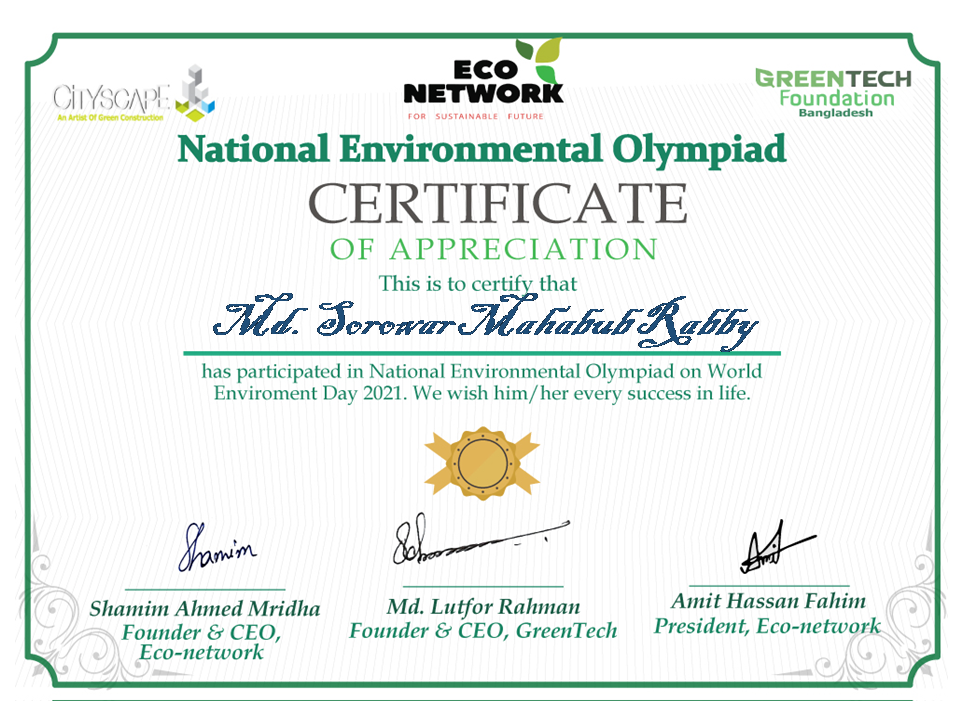 CITYSCAPE
An Artist Of Green Construction
ECO
NETWORK
FOR SUSTAINABLE FUTURE
GREENTECH
Foundation
Bangladesh
National Environmental Olympiad
CERTIFICATE
OF APPRECIATION
This is to certify that
Md. Sorowar Mahabub Rabby
has participated in National Environmental Olympiad on World
Enviroment Day 2021. We wish him/her every success in life.
Shamim
Amit
Shamim Ahmed Mridha
Founder & CEO,
Eco-network
Md. Lutfor Rahman
Founder & CEO, GreenTech
Amit Hassan Fahim
President, Eco-network